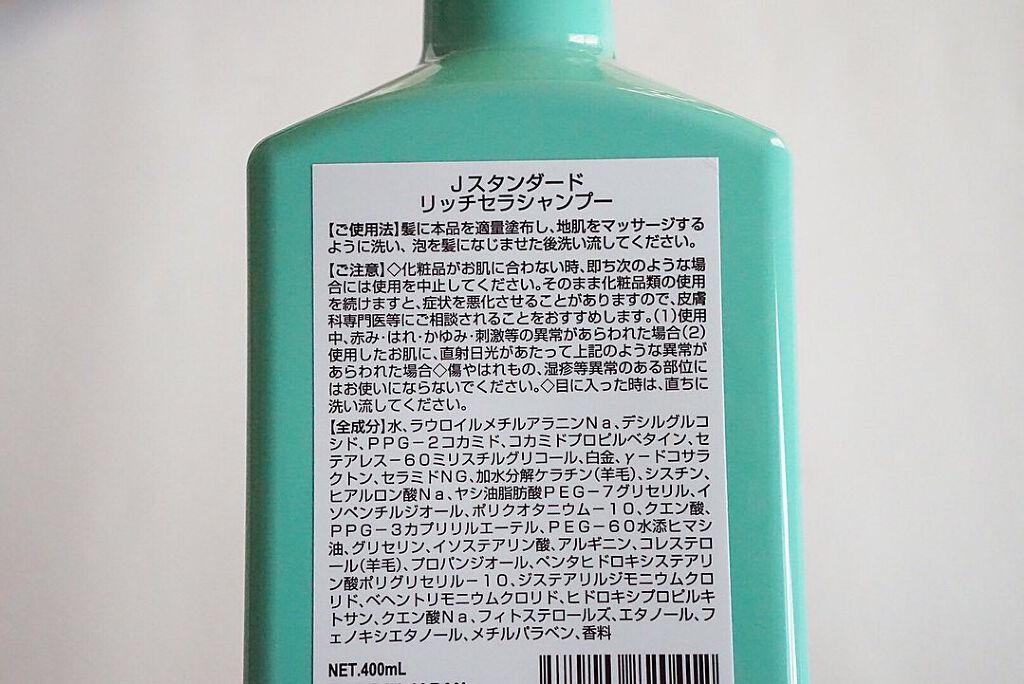 Jスタンダード
リッチセラシャンプー
【ご使用法】髪に本品を適量塗布し、地肌をマッサージする
ように洗い、泡を髪になじませた後洗い流してください。
【ご注意】◇化粧品がお肌に合わない時、即ち次のような場
合には使用を中止してください。そのまま化粧品類の使用
を続けますと、症状を悪化させることがありますので、皮膚
科専門医等にご相談されることをおすすめします。(1)使用
中、赤み・はれ・かゆみ・刺激等の異常があらわれた場合(2)
使用したお肌に、直射日光があたって上記のような異常が
あらわれた場合◇傷やはれもの、湿疹等異常のある部位に
はお使いにならないでください。◇目に入った時は、直ちに
洗い流してください。
【全成分】水、ラウロイルメチルアラニンNa、デシルグルコ
シド、PPG-2コカミド、コカミドプロピルベタイン、セ
テアレス-60ミリスチルグリコール、白金、γ-ドコサラ
クトン、セラミドNG、加水分解ケラチン(羊毛)、シスチン、
ヒアルロン酸Na、ヤシ油脂肪酸PEG-7グリセリル、イ
ソペンチルジオール、ポリクオタニウム-10、クエン酸、
PPG-3カプリリルエーテル、PEG-60水添ヒマシ
油、グリセリン、イソステアリン酸、アルギニン、コレステロ
ール(羊毛)、プロパンジオール、ペンタヒドロキシステアリ
ン酸ポリグリセリル-10、ジステアリルジモニウムクロ
リド、ベヘントリモニウムクロリド、ヒドロキシプロピルキ
トサン、クエン酸Na、フィトステロールズ、エタノール、フ
ェノキシエタノール、メチルパラベン、香料
NET.400mL